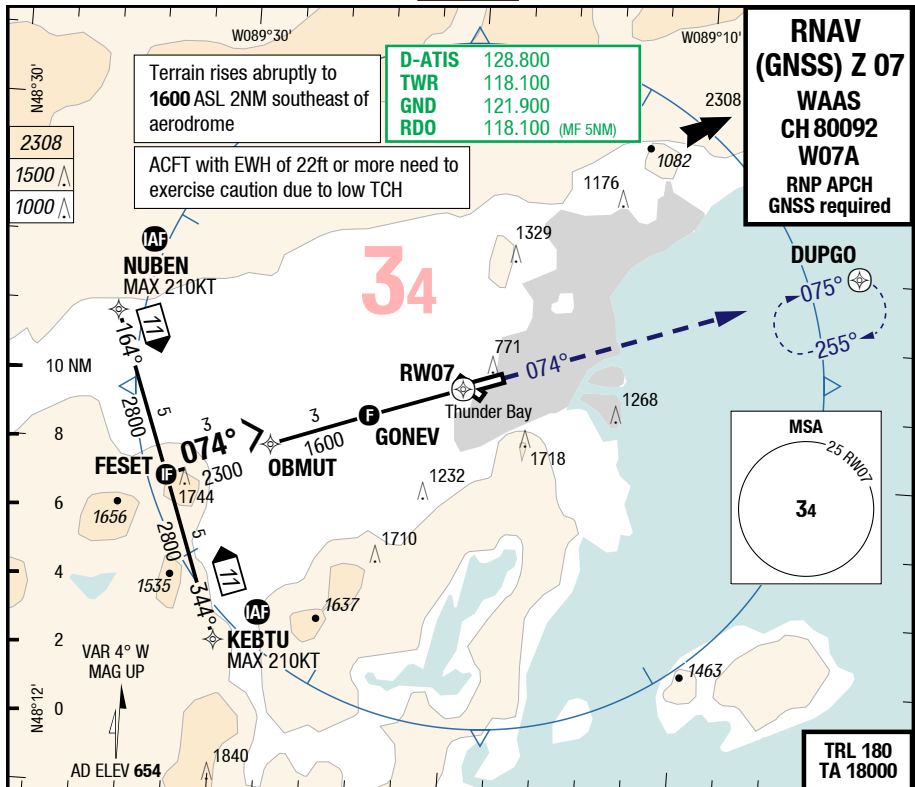 W089°30'
W089°10'
N48°30'
RNAV
(GNSS) Z 07
WAAS
CH 80092
W07A
RNP APCH
GNSS required
Terrain rises abruptly to
1600 ASL 2NM southeast of
aerodrome
D-ATIS 128.800
TWR 118.100
GND 121.900
RDO 118.100 (MF 5NM)
ACFT with EWH of 22ft or more need to
exercise caution due to low TCH
2308
1500
1000
2308
1082
1176
1329
34
IAF
NUBEN
MAX 210KT
11
164°
DUPGO
075°
255°
10 NM
771
RW07
074°
Thunder Bay
1268
5
2800
3
074°
2300
3
1600
GONEV
F
OBMUT
8
FESET
IF
1744
1718
1232
MSA
25 RW07
34
6
1656
5
2800
1710
4
1535
11
344°
1637
IAF
KEBTU
MAX 210KT
2
VAR 4° W
MAG UP
1463
N48°12'
0
1840
AD ELEV 654
TRL 180
TA 18000